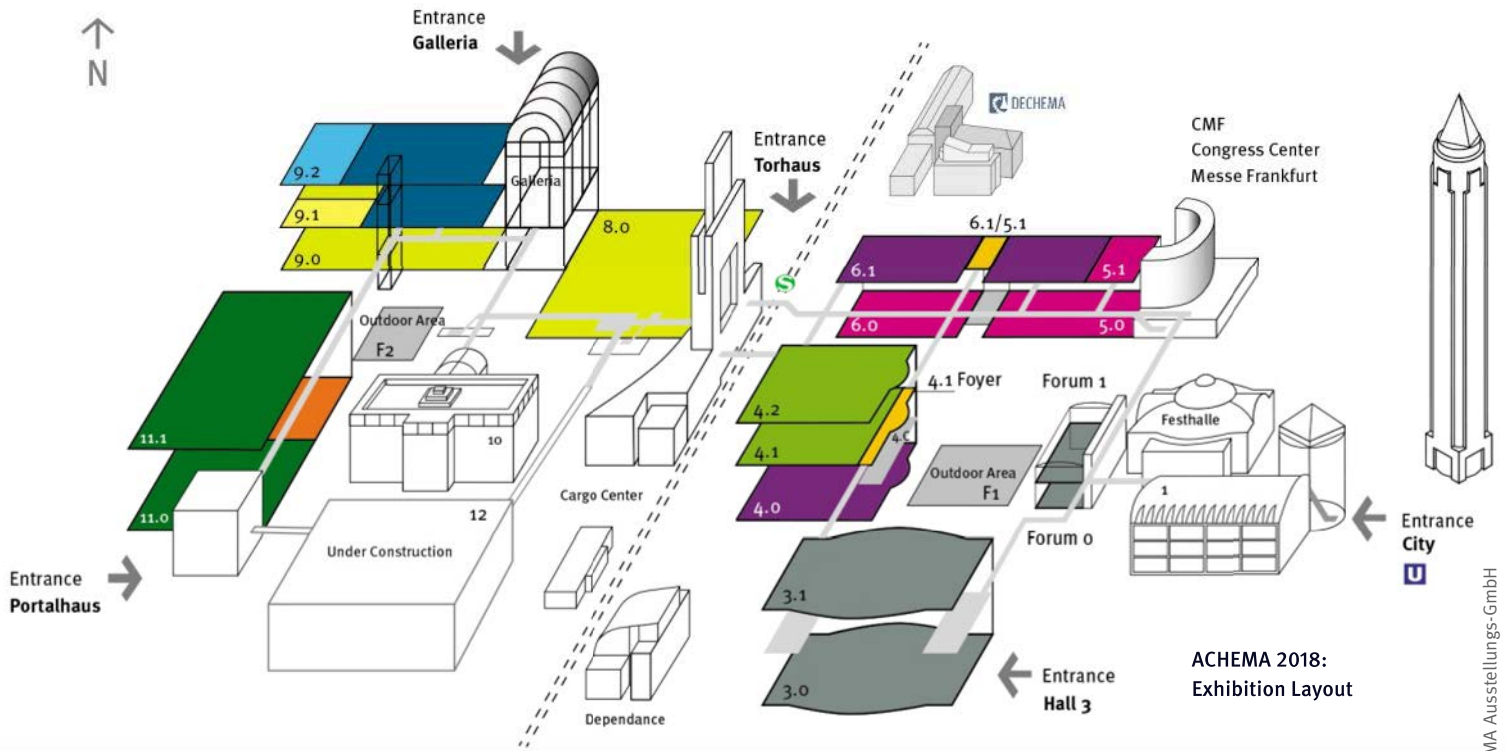 Entrance
Galleria
N
DECHEMA
CMF
Congress Center
Messe Frankfurt
Entrance
Torhaus
9.2
Galleria
9.1
8.0
9.0
6.1/5.1
6.1
5.1
6.0
5.0
Outdoor Area
F2
S
4.1 Foyer
Forum 1
4.2
Festhalle
11.1
10
4.C
4.1
Outdoor Area
F1
Cargo Center
1
11.0
12
4.0
Under Construction
Forum 0
Entrance
City
U
Entrance
Portalhaus
3.1
ACHEMA 2018:
Exhibition Layout
Entrance
Hall 3
3.0
Dependance
MA Ausstellungs-GmbH